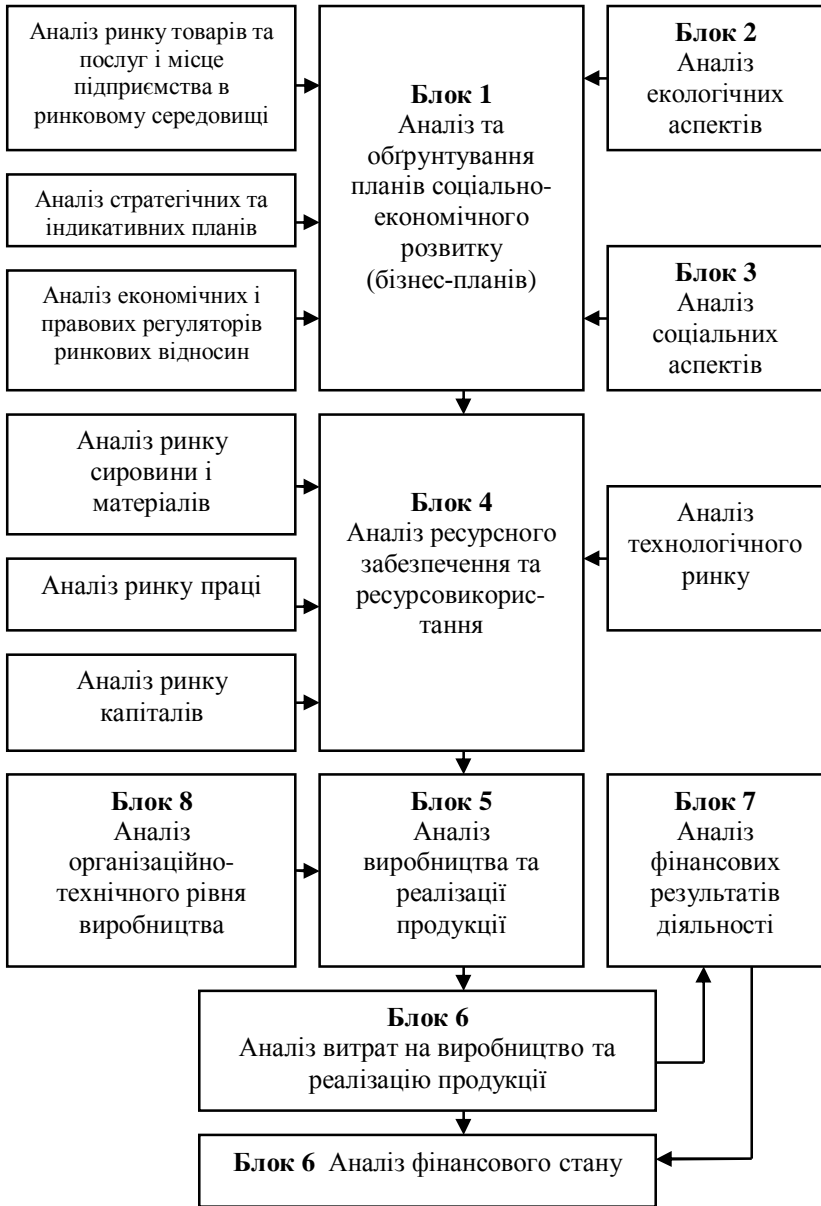 Аналіз ринку товарів та
послуг і місце
підприємства в
ринковому середовищі
Блок 1
Аналіз та
обґрунтування
планів соціально-
економічного
розвитку
(бізнес-планів)
Блок 2
Аналіз
екологічних
аспектів
Аналіз стратегічних та
індикативних планів
Аналіз економічних і
правових регуляторів
ринкових відносин
Блок 3
Аналіз
соціальних
аспектів
Аналіз ринку
сировини і
матеріалів
Блок 4
Аналіз ресурсного
забезпечення та
ресурсовикорис-
тання
Аналіз
технологічного
ринку
Аналіз ринку праці
Аналіз ринку
капіталів
Блок 8
Аналіз
організаційно-
технічного рівня
виробництва
Блок 5
Аналіз
виробництва та
реалізації
продукції
Блок 7
Аналіз
фінансових
результатів
діяльності
Блок 6
Аналіз витрат на виробництво та
реалізацію продукції
Блок 6 Аналіз фінансового стану